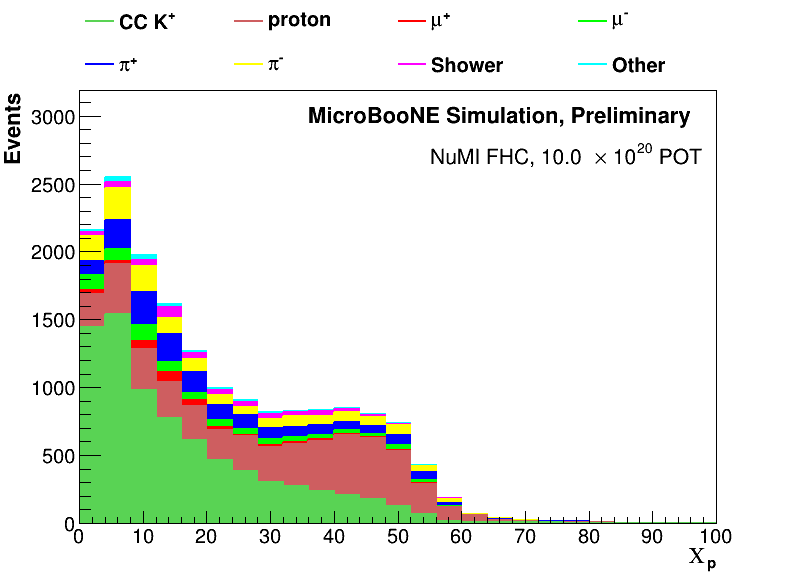 CC K⁺ proton μ⁺ μ⁻
π⁺ π⁻ Shower Other
MicroBooNE Simulation, Preliminary
NuMI FHC, 10.0 × 10²⁰ POT
Events
3000
2500
2000
1500
1000
500
0
0 10 20 30 40 50 60 70 80 90 100
Χₚ